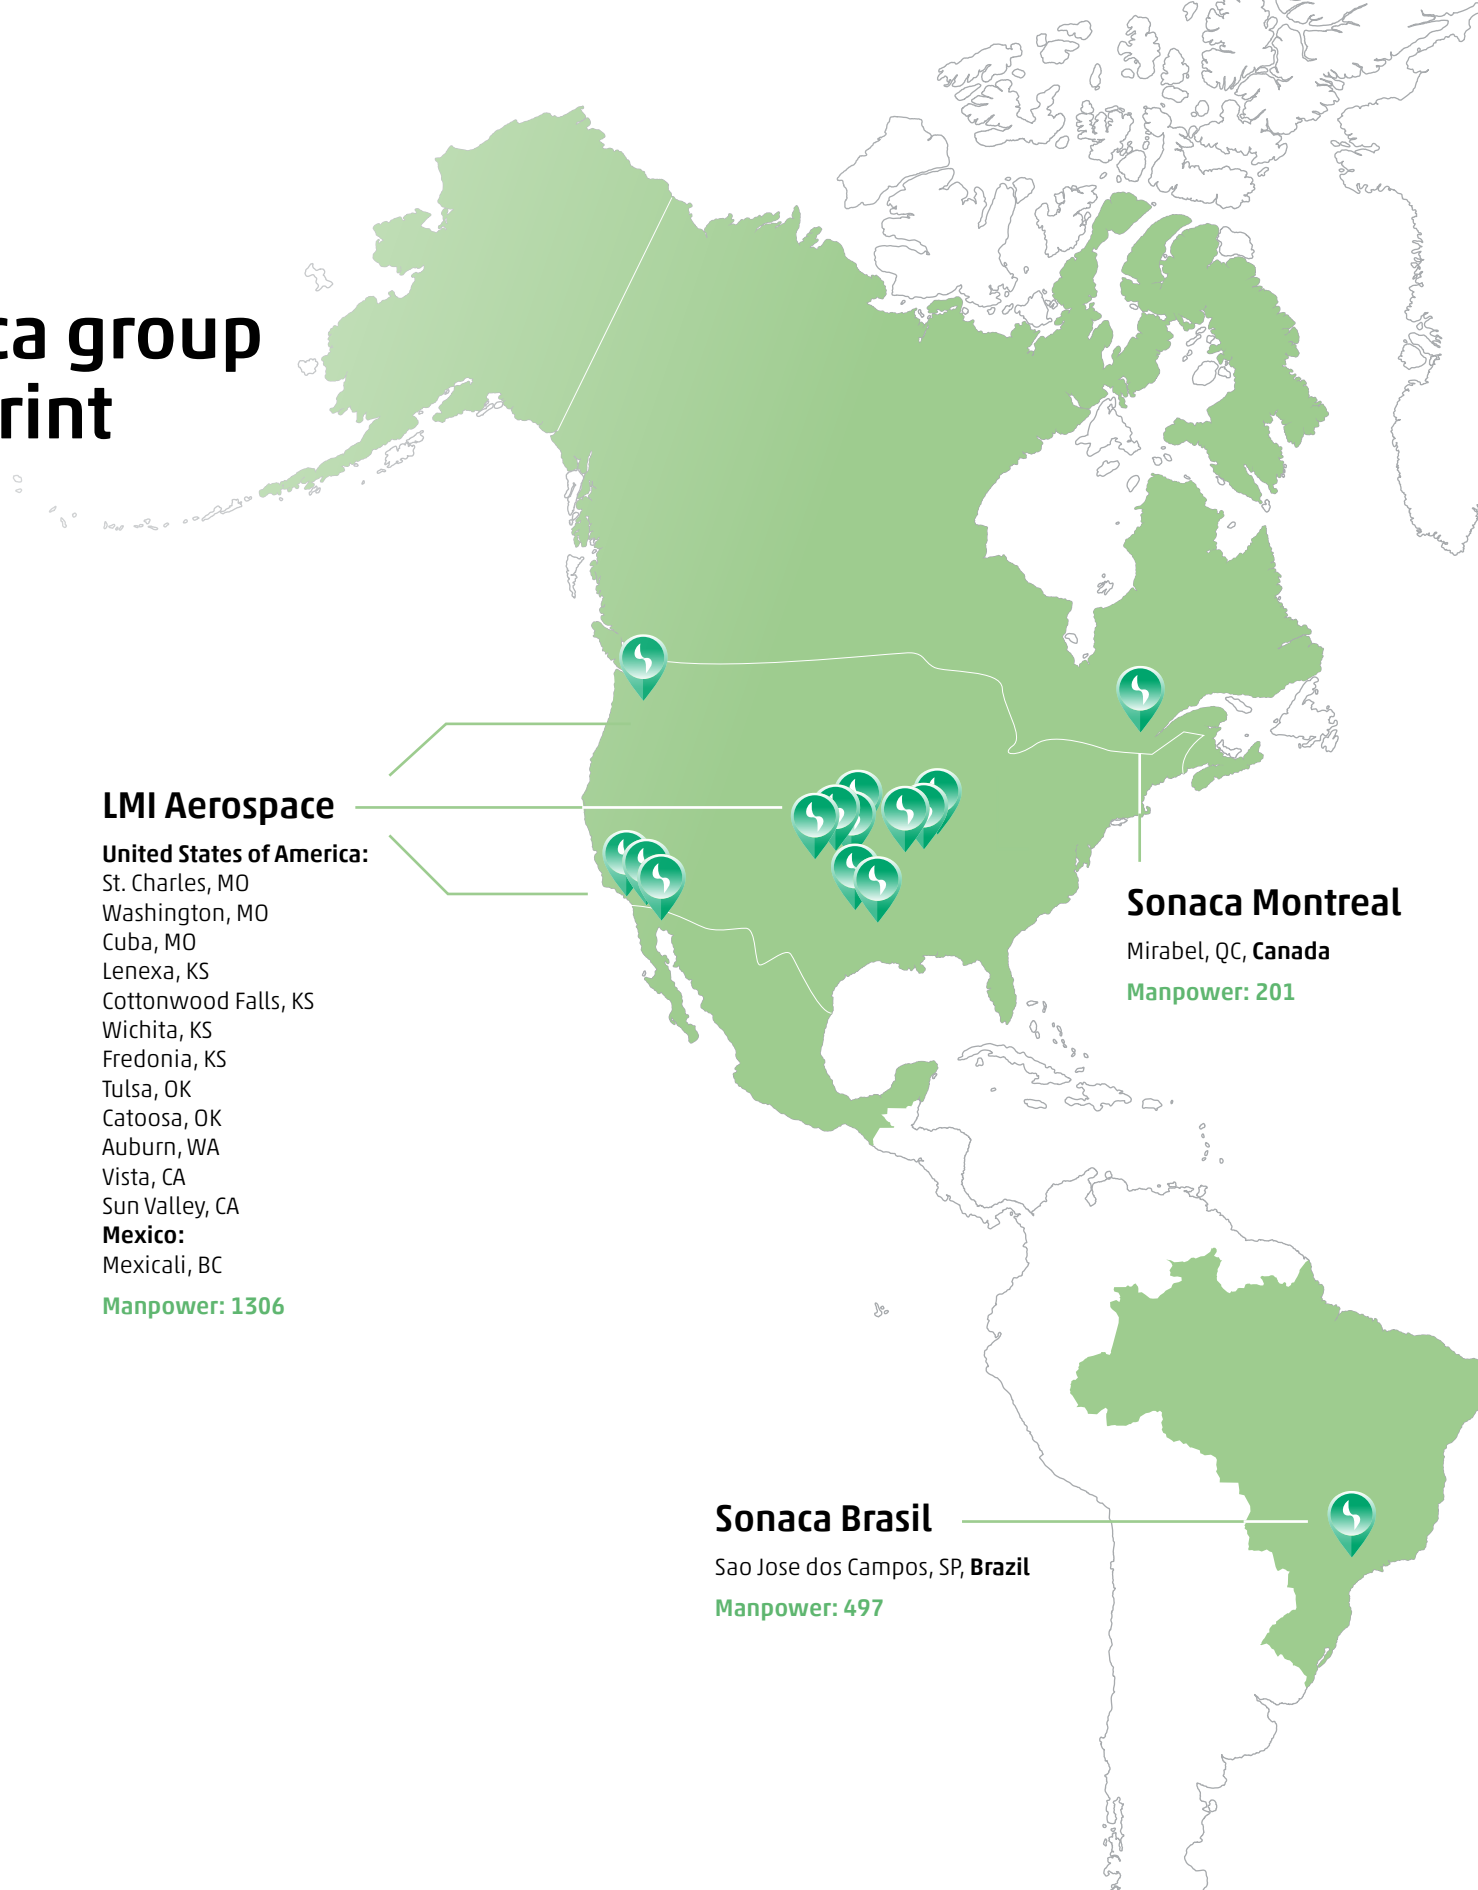 ca group
rint
LMI Aerospace
United States of America:
St. Charles, MO
Washington, MO
Cuba, MO
Lenexa, KS
Cottonwood Falls, KS
Wichita, KS
Fredonia, KS
Tulsa, OK
Catoosa, OK
Auburn, WA
Vista, CA
Sun Valley, CA
Mexico:
Mexicali, BC
Manpower: 1306
Sonaca Montreal
Mirabel, QC, Canada
Manpower: 201
Sonaca Brasil
Sao Jose dos Campos, SP, Brazil
Manpower: 497